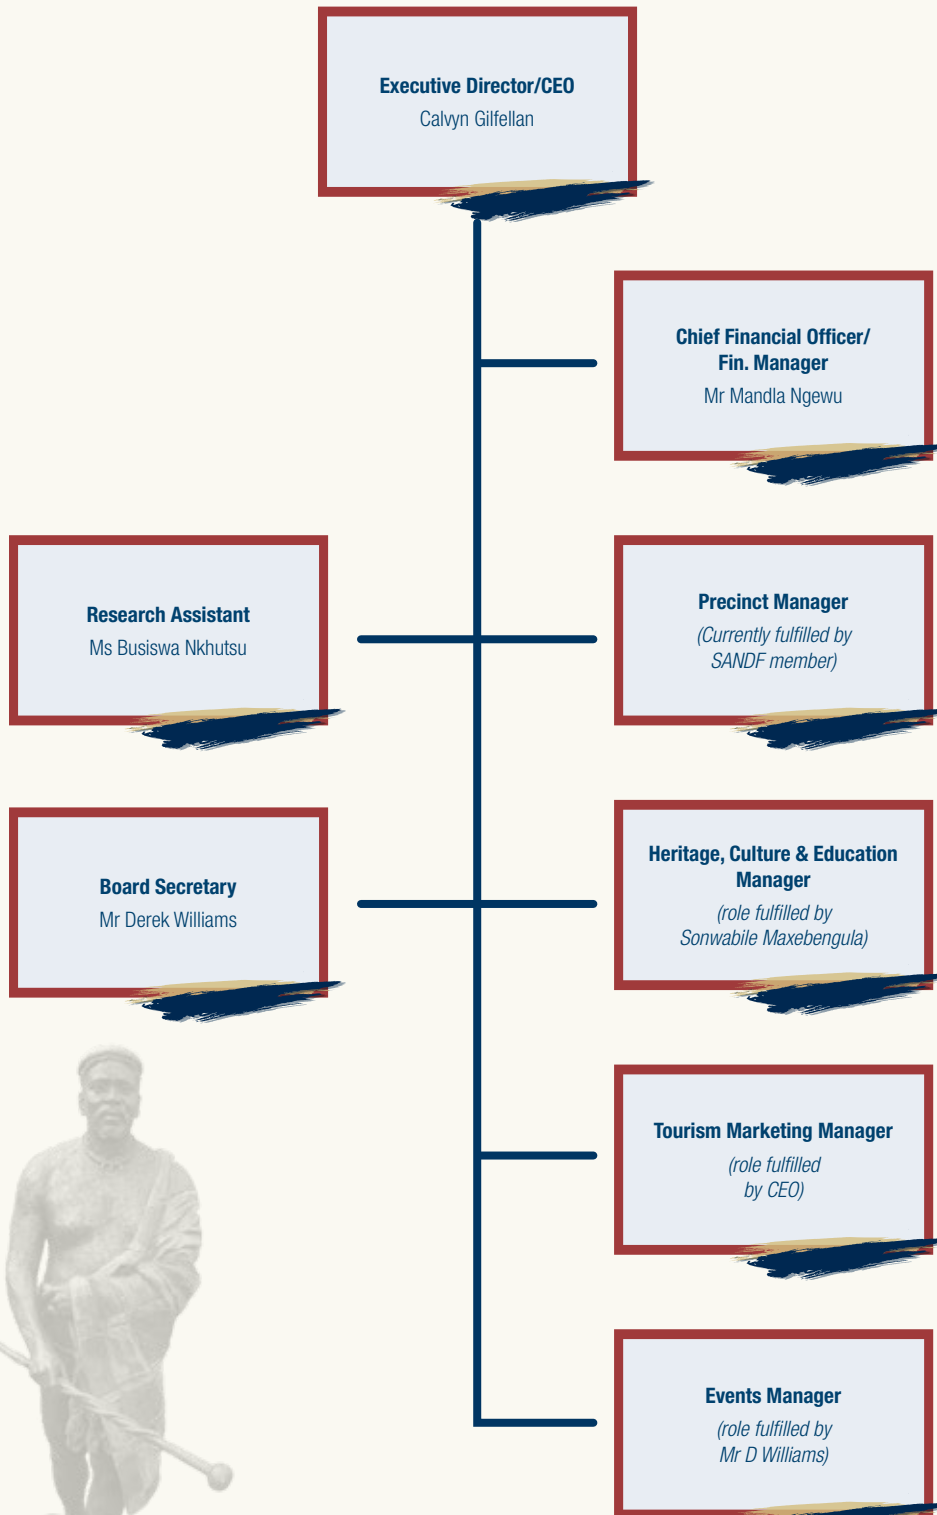 Executive Director/CEO
Calvyn Gilfellan
Chief Financial Officer/
Fin. Manager
Mr Mandla Ngewu
Research Assistant
Ms Busiswa Nkhutsu
Precinct Manager
(Currently fulfilled by
SANDF member)
Board Secretary
Mr Derek Williams
Heritage, Culture & Education
Manager
(role fulfilled by
Sonwabile Maxebengula)
Tourism Marketing Manager
(role fulfilled
by CEO)
Events Manager
(role fulfilled by
Mr D Williams)